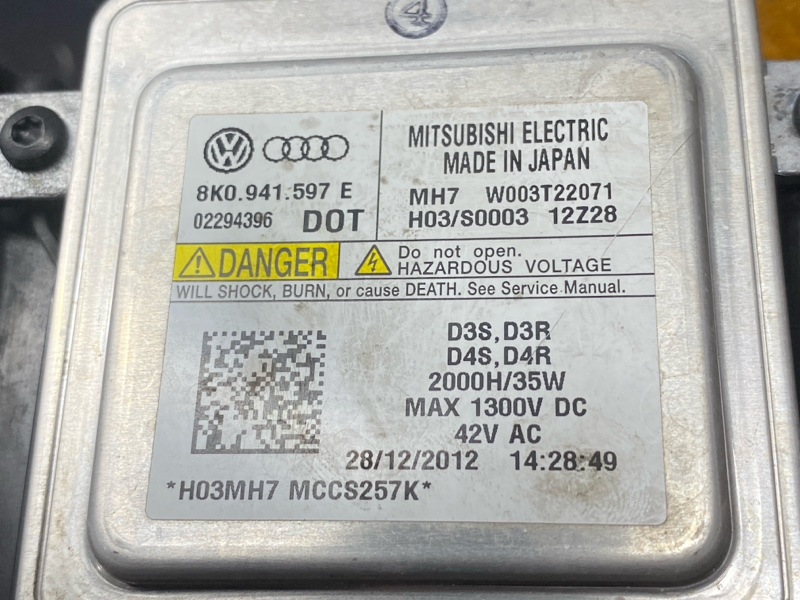 4
8K0.941.597 E
02294396 DOT
MITSUBISHI ELECTRIC
MADE IN JAPAN
MH7 W003T22071
H03/S0003 12Z28
DANGER
Do not open.
HAZARDOUS VOLTAGE
WILL SHOCK, BURN, or cause DEATH. See Service Manual.
D3S, D3R
D4S, D4R
2000H/35W
MAX 1300V DC
42V AC
28/12/2012 14:28:49
*H03MH7 MCCS257K*